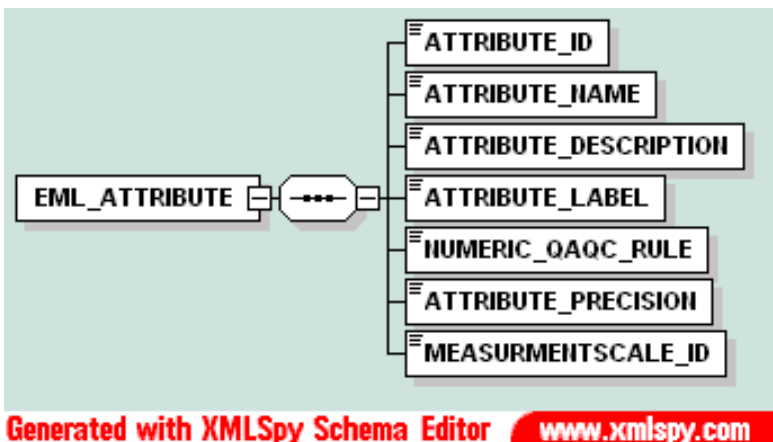 ATTRIBUTE_ID
ATTRIBUTE_NAME
ATTRIBUTE_DESCRIPTION
EML_ATTRIBUTE
ATTRIBUTE_LABEL
NUMERIC_QAQC_RULE
ATTRIBUTE_PRECISION
MEASURMENTSCALE_ID
Generated with XMLSpy Schema Editor www.xmlspy.com